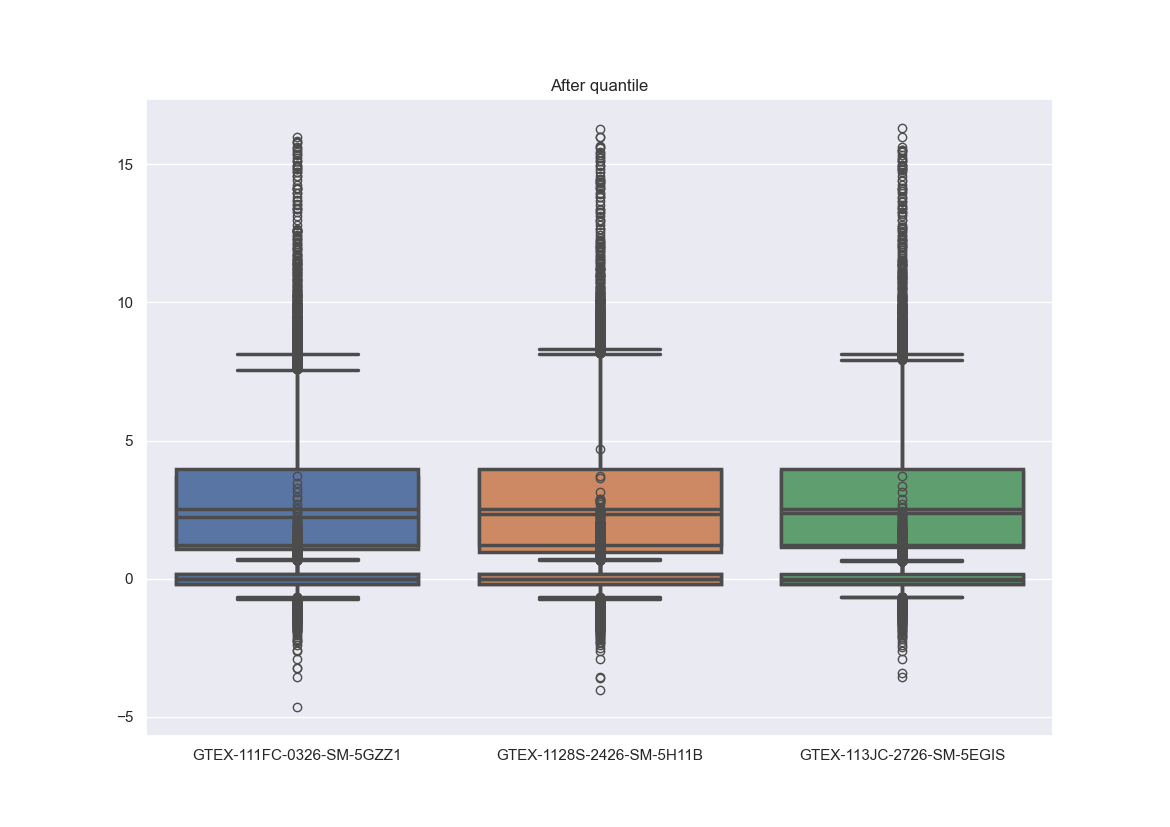 After quantile
15
10
5
0
−5
GTEX-111FC-0326-SM-5GZZ1
GTEX-1128S-2426-SM-5H11B
GTEX-113JC-2726-SM-5EGIS